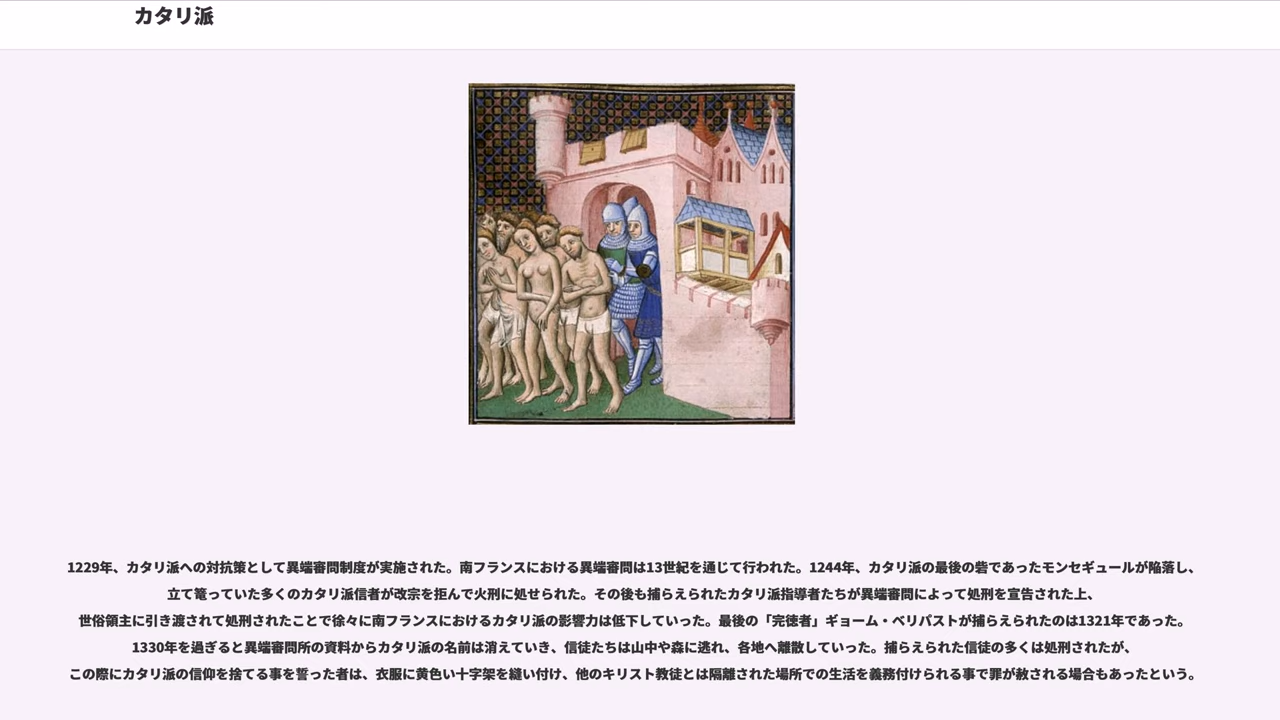 カタリ派
1229年、カタリ派への対抗策として異端審問制度が実施された。南フランスにおける異端審問は13世紀を通じて行われた。1244年、カタリ派の最後の砦であったモンセギュールが陥落し、
立て篭っていた多くのカタリ派信者が改宗を拒んで火刑に処せられた。その後も捕らえられたカタリ派指導者たちが異端審問によって処刑を宣告された上、
世俗領主に引き渡されて処刑されたことで徐々に南フランスにおけるカタリ派の影響力は低下していった。最後の「完徳者」ギョーム・ベリバストが捕らえられたのは1321年であった。
1330年を過ぎると異端審問所の資料からカタリ派の名前は消えていき、信徒たちは山中や森に逃れ、各地へ離散していった。捕らえられた信徒の多くは処刑されたが、
この際にカタリ派の信仰を捨てる事を誓った者は、衣服に黄色い十字架を縫い付け、他のキリスト教徒とは隔離された場所での生活を義務付けられる事で罪が赦される場合もあったという。